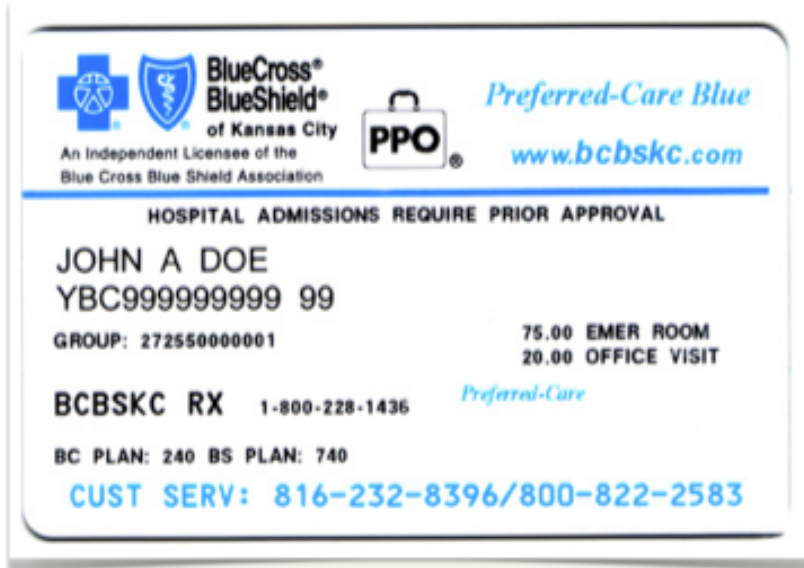 BlueCross®
BlueShield®
of Kansas City
An Independent Licensee of the
Blue Cross Blue Shield Association
PPO®
Preferred-Care Blue
www.bcbskc.com
HOSPITAL ADMISSIONS REQUIRE PRIOR APPROVAL
JOHN A DOE
YBC999999999 99
GROUP: 272550000001
75.00 EMER ROOM
20.00 OFFICE VISIT
BCBSKC RX 1-800-228-1436
Preferred-Care
BC PLAN: 240 BS PLAN: 740
CUST SERV: 816-232-8396/800-822-2583